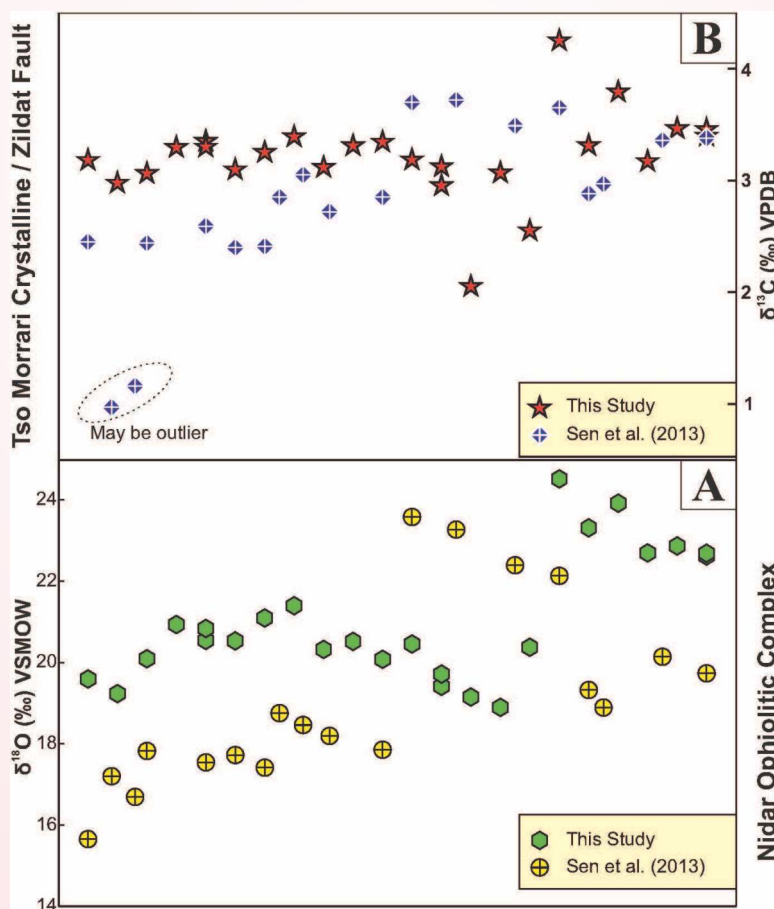 Tso Morrari Crystalline / Zildat Fault
B
4
3
2
1
δ¹³C (‰) VPDB
May be outlier
This Study
Sen et al. (2013)
A
24
22
20
18
16
14
δ¹⁸O (‰) VSMOW
This Study
Sen et al. (2013)
Nidar Ophiolitic Complex